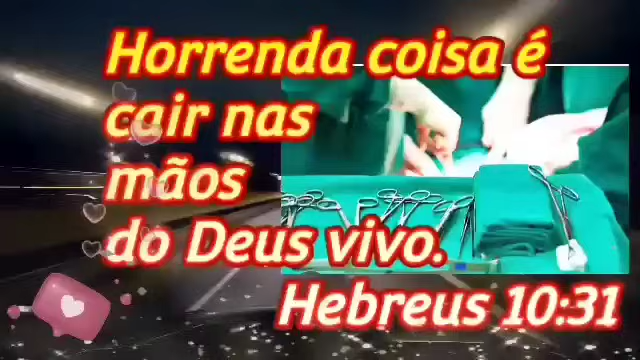 Horrenda coisa é
cair nas
mãos
do Deus vivo.
Hebreus 10:31